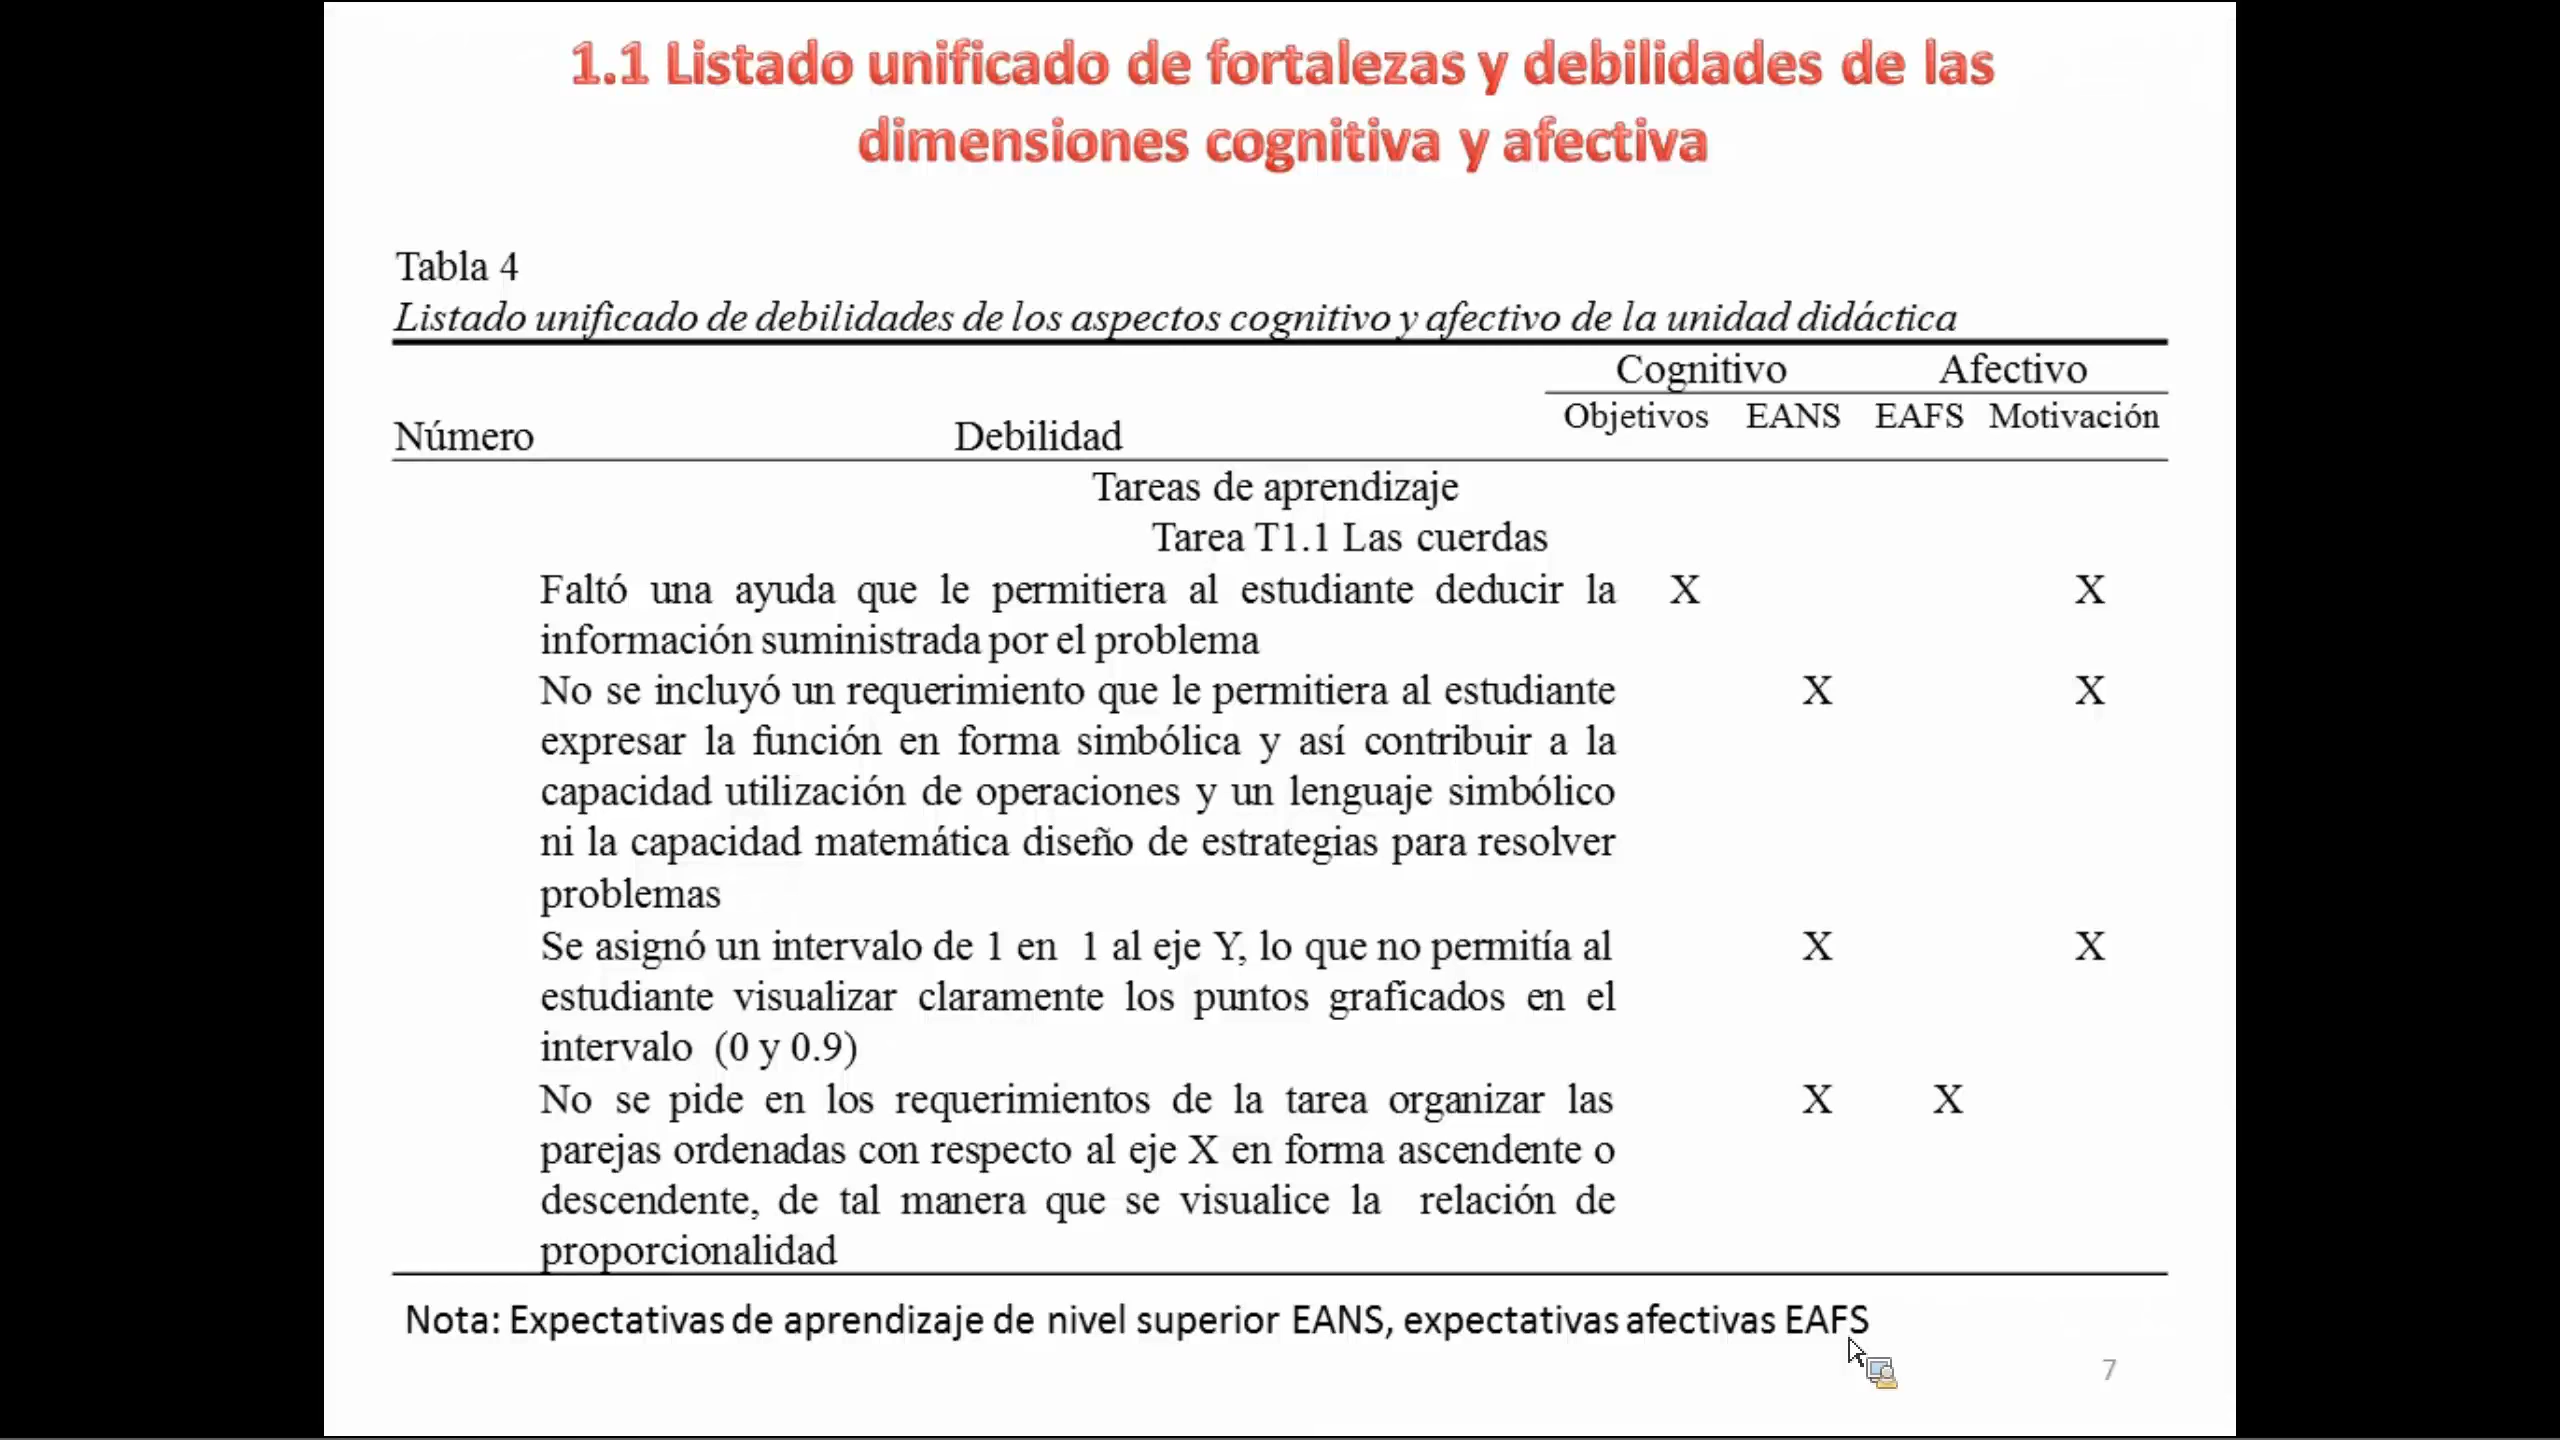 1.1 Listado unificado de fortalezas y debilidades de las
dimensiones cognitiva y afectiva
Tabla 4
Listado unificado de debilidades de los aspectos cognitivo y afectivo de la unidad didáctica
Cognitivo Afectivo
Número Debilidad Objetivos EANS EAFS Motivación
Tareas de aprendizaje
Tarea T1.1 Las cuerdas
Faltó una ayuda que le permitiera al estudiante deducir la X X
información suministrada por el problema
No se incluyó un requerimiento que le permitiera al estudiante X X
expresar la función en forma simbólica y así contribuir a la
capacidad utilización de operaciones y un lenguaje simbólico
ni la capacidad matemática diseño de estrategias para resolver
problemas
Se asignó un intervalo de 1 en 1 al eje Y, lo que no permitía al X X
estudiante visualizar claramente los puntos graficados en el
intervalo (0 y 0.9)
No se pide en los requerimientos de la tarea organizar las X X
parejas ordenadas con respecto al eje X en forma ascendente o
descendente, de tal manera que se visualice la relación de
proporcionalidad
Nota: Expectativas de aprendizaje de nivel superior EANS, expectativas afectivas EAFS
7